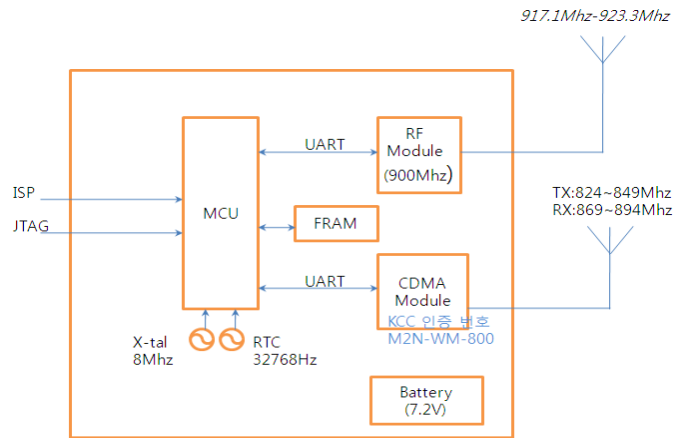 917.1Mhz-923.3Mhz
RF
Module
(900Mhz)
UART
ISP
MCU
TX:824~849Mhz
RX:869~894Mhz
JTAG
FRAM
UART
CDMA
Module
KCC 인증 번호
M2N-WM-800
X-tal
8Mhz
RTC
32768Hz
Battery
(7.2V)